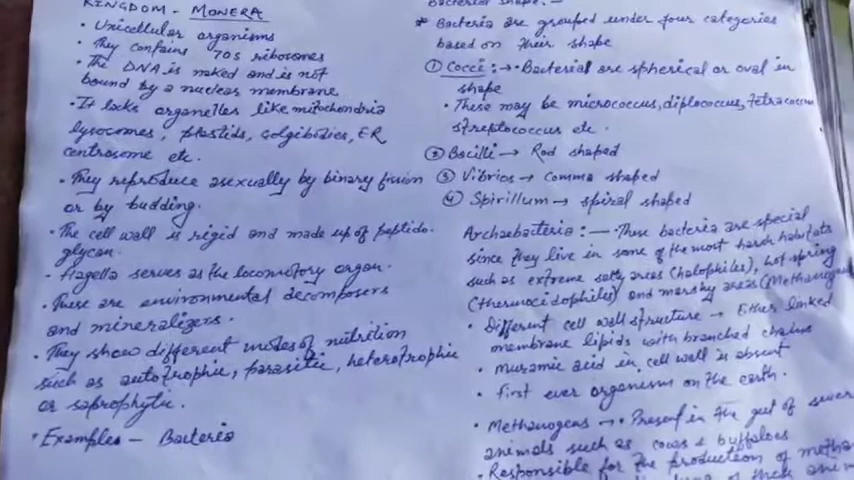 KINGDOM - MONERA
• Unicellular organisms
• They contains 70s ribosomes
• The DNA is naked and is not
bound by a nuclear membrane
• It lacks organelles like mitochondria
lysosomes, plastids, golgibodies, ER,
centrosome etc.
• They reproduce asexually by binary fission
or by budding.
• The cell wall is rigid and made up of peptido-
glycan.
• flagella serves as the locomotory organ.
• These are environmental decomposers
and mineralizers.
• They show different modes of nutrition
such as autotrophic, parasitic, heterotrophic
or saprophytic.
• Examples - Bacteria
Bacterial shape: -
* Bacteria are grouped under four categories
based on their shape
① Cocci: → • Bacterial are spherical or oval in
shape
• These may be micrococcus, diplococcus, tetracoccus
streptococcus etc.
② Bacilli → Rod shaped
③ Vibrios → Comma shaped
④ Spirillum → spiral shaped
Archaebacteria: — • These bacteria are special
since they live in some of the most harsh habitats
such as extreme salty areas (halophiles), hot spring
(thermoacidophiles) and marshy areas (Methanogens
• Different cell wall structure → Ether linked
membrane lipids with branched chains
• muramic acid in cell wall is absent
• first ever organisms on the earth.
• Methanogens → • Present in the gut of
animals such as cows & buffaloes
• Responsible for the production of
of these